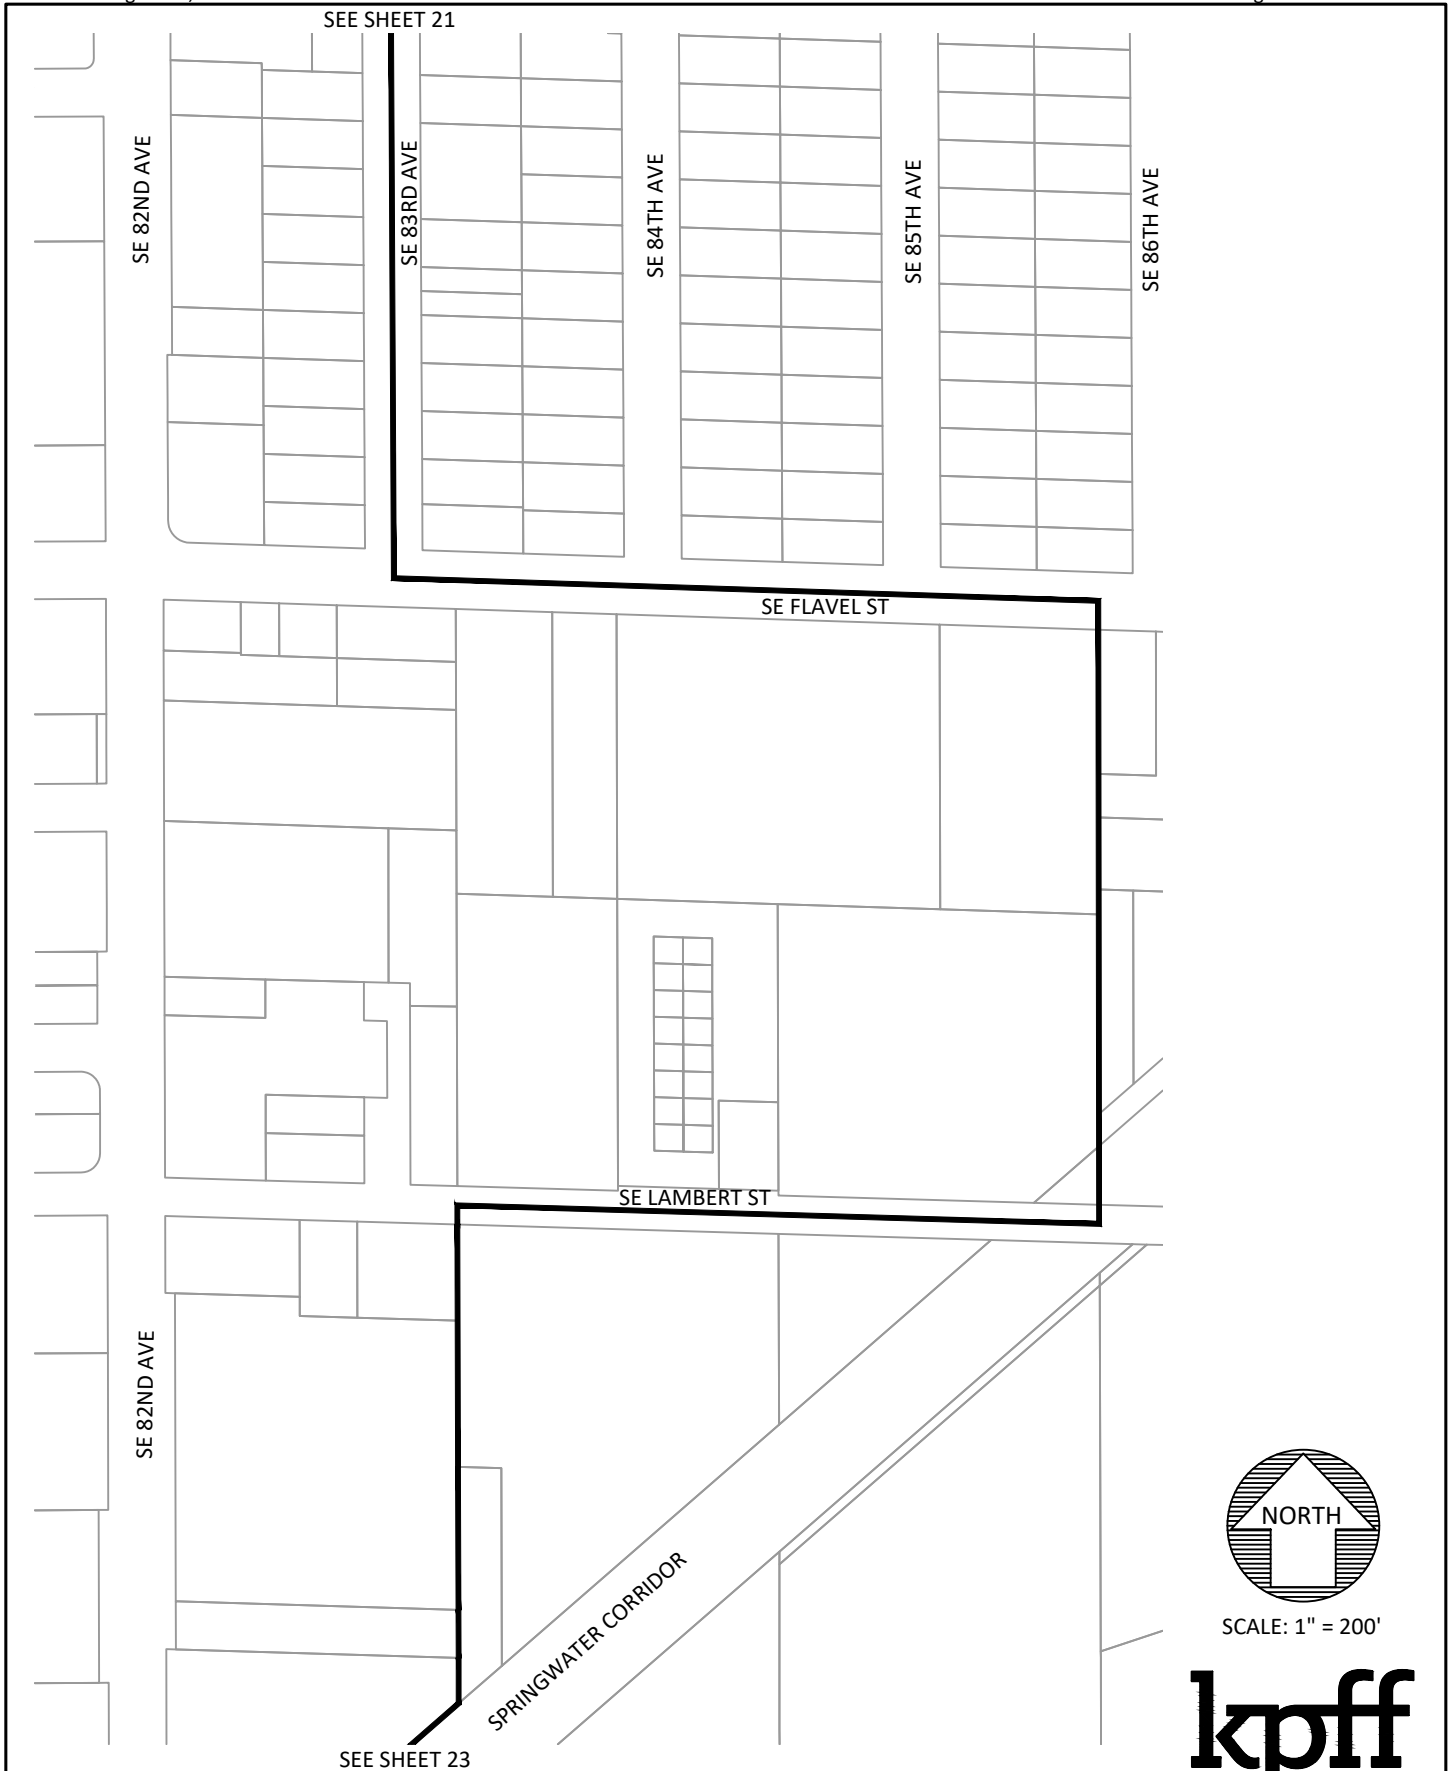 SEE SHEET 21
SE 82ND AVE
SE 83RD AVE
SE 84TH AVE
SE 85TH AVE
SE 86TH AVE
SE FLAVEL ST
SE LAMBERT ST
SE 82ND AVE
SPRINGWATER CORRIDOR
NORTH
SCALE: 1" = 200'
kpff
SEE SHEET 23